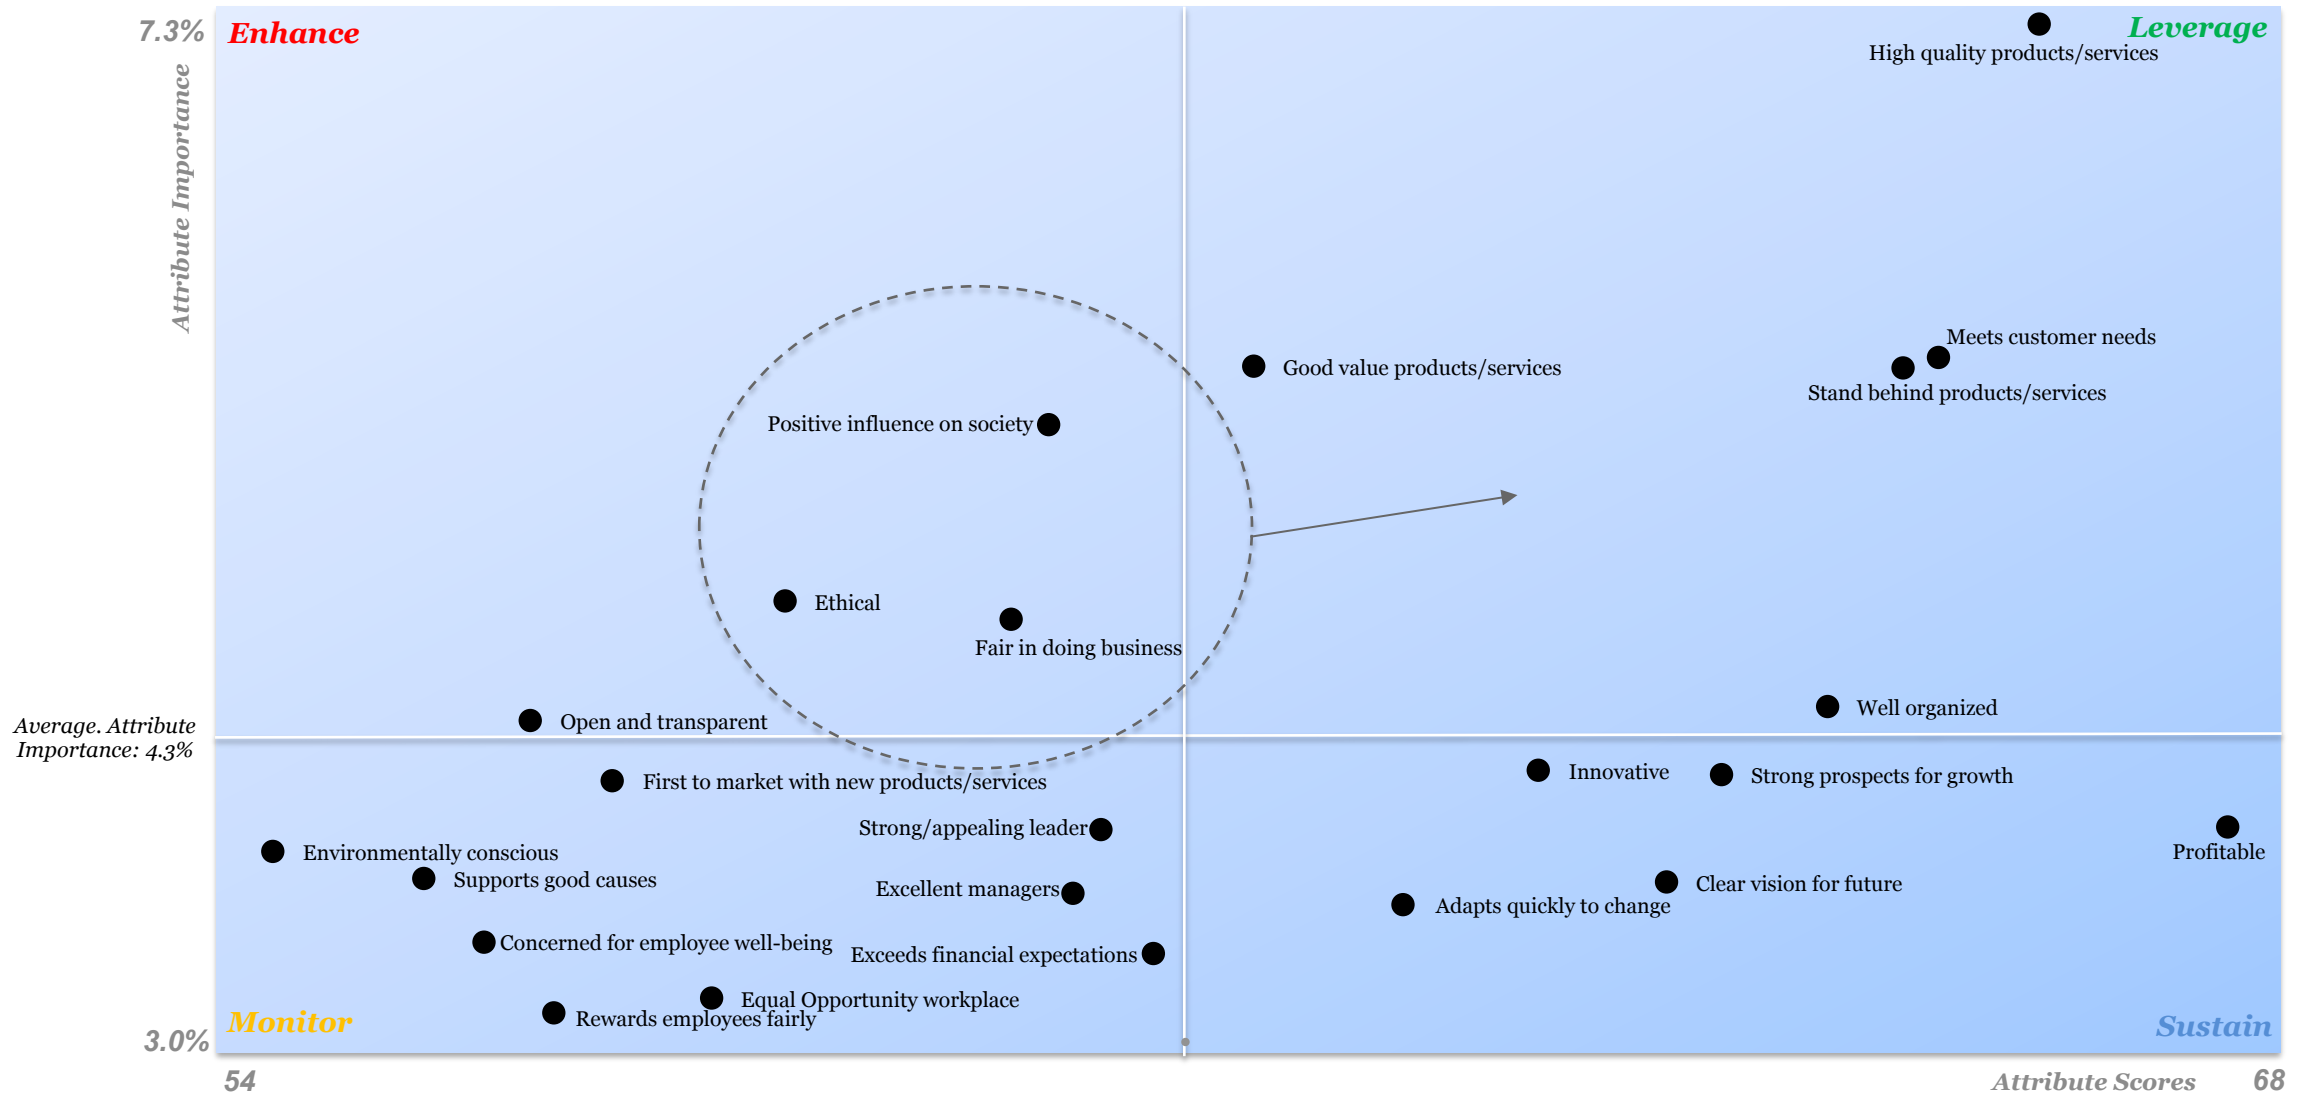 7.3%
Enhance
Leverage
High quality products/services
Attribute Importance
Meets customer needs
Good value products/services
Stand behind products/services
Positive influence on society
Ethical
Fair in doing business
Well organized
Open and transparent
Average. Attribute
Importance: 4.3%
Innovative
Strong prospects for growth
First to market with new products/services
Strong/appealing leader
Environmentally conscious
Profitable
Supports good causes
Excellent managers
Clear vision for future
Adapts quickly to change
Concerned for employee well-being
Exceeds financial expectations
Equal Opportunity workplace
Rewards employees fairly
Monitor
Sustain
3.0%
54
Attribute Scores
68